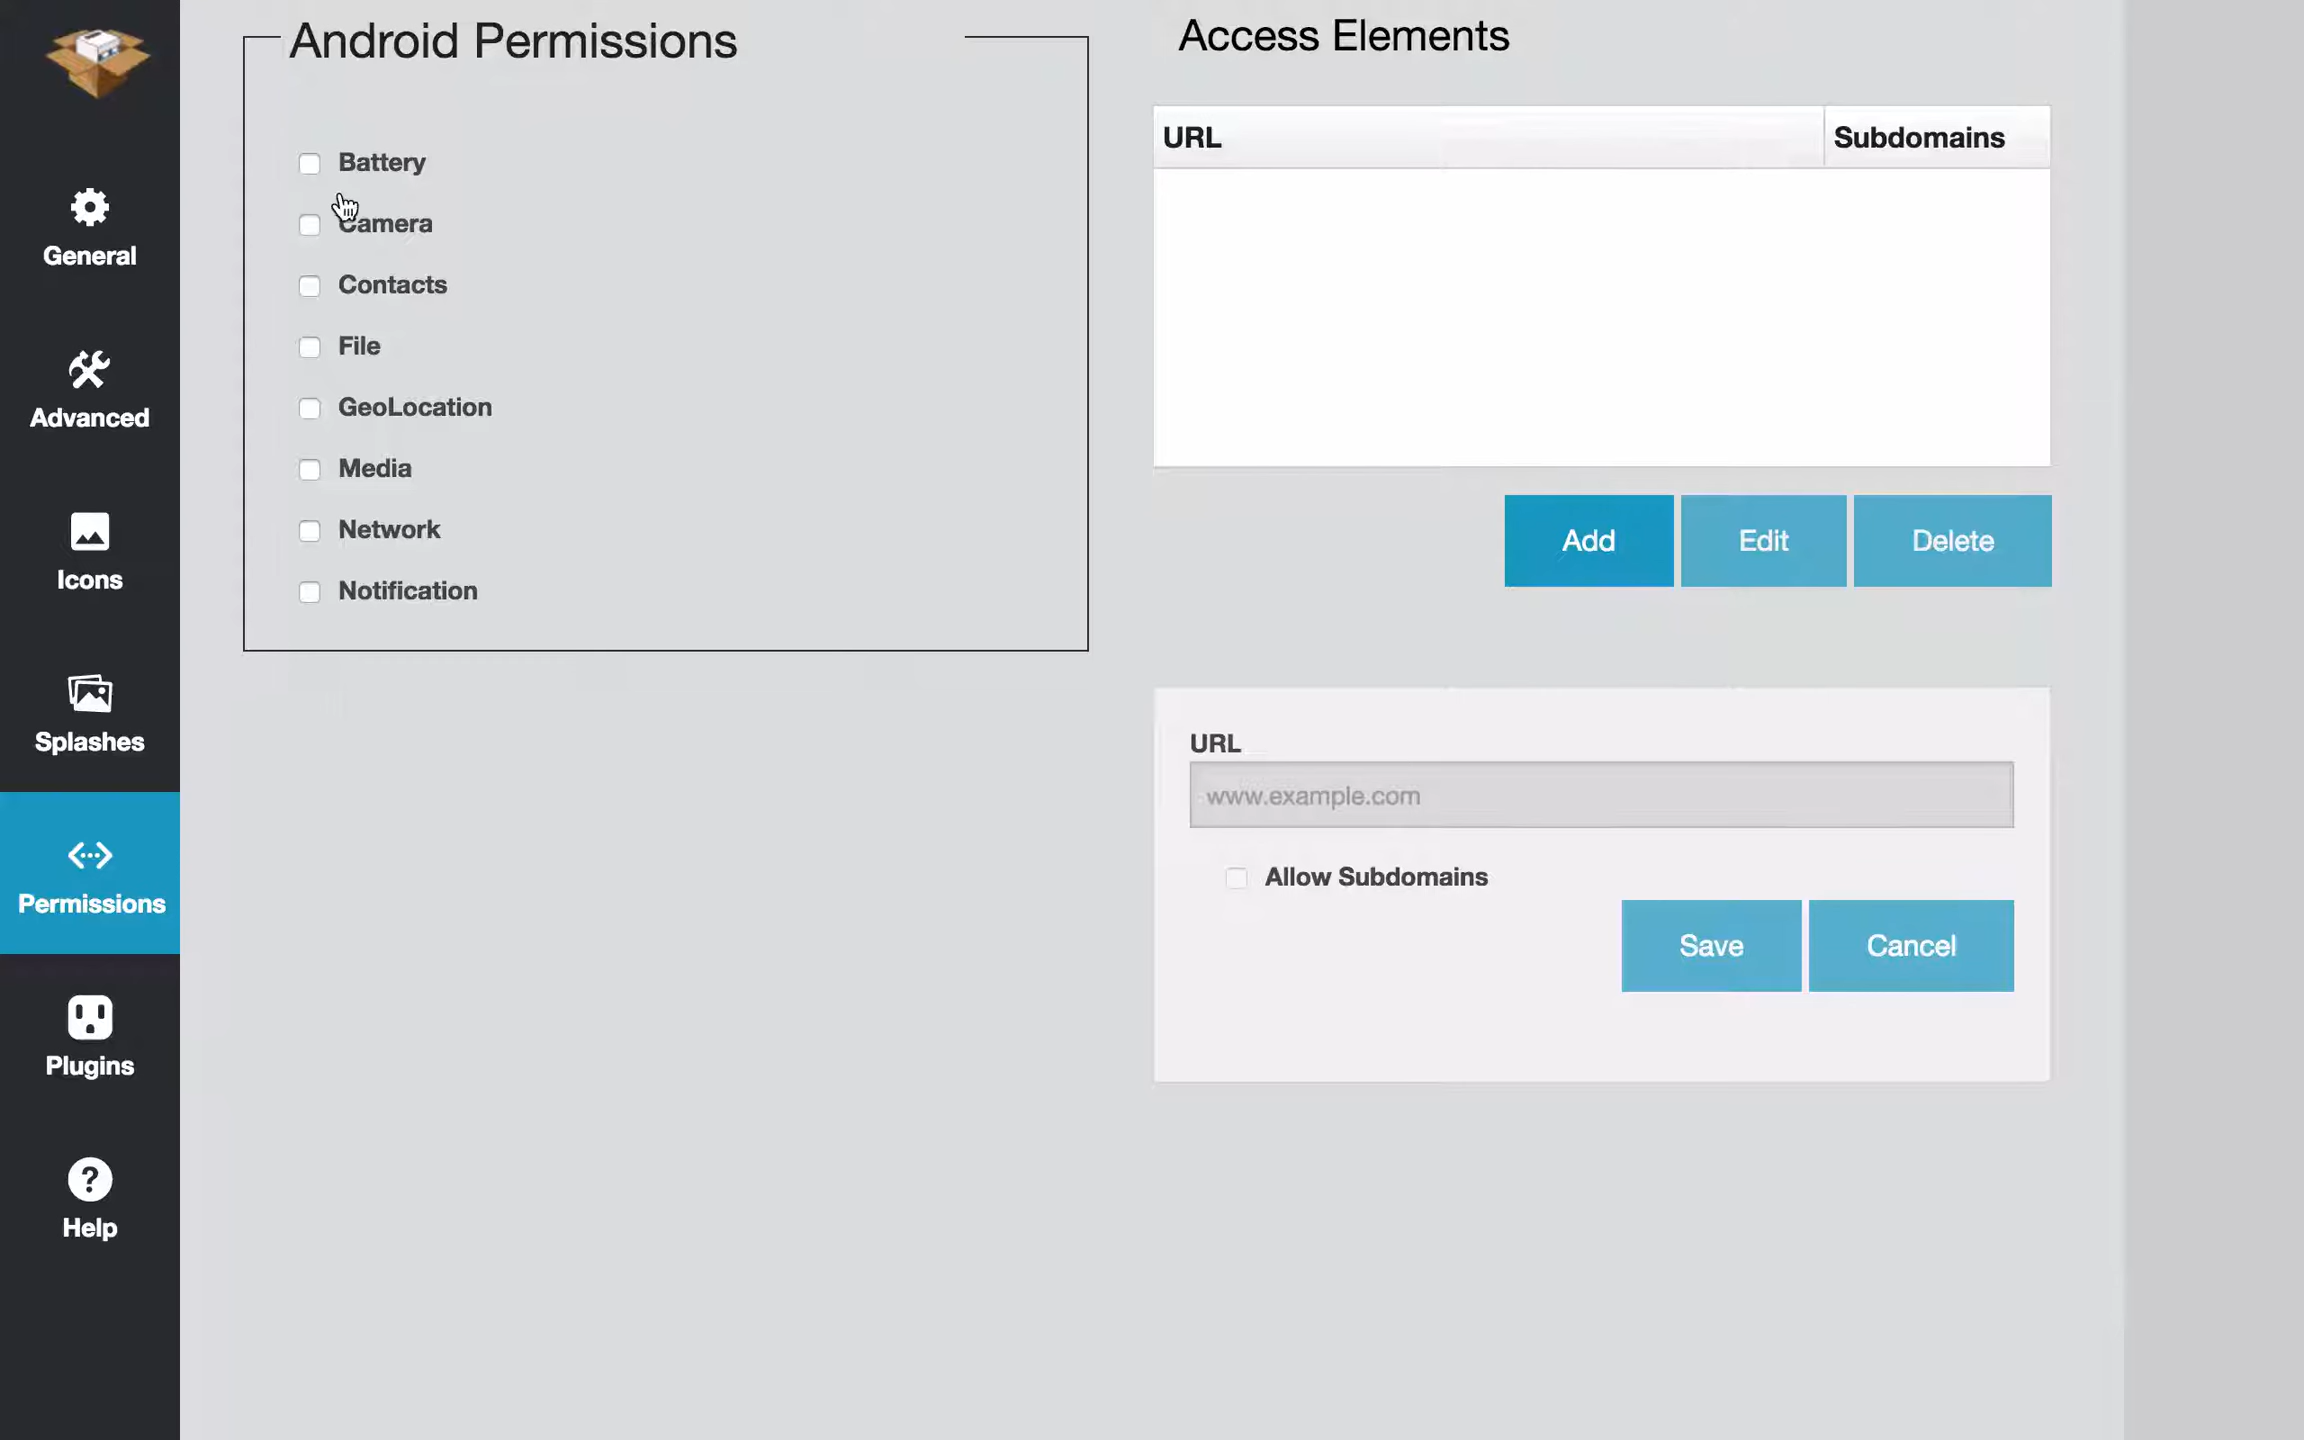 General
Advanced
Icons
Splashes
Permissions
Plugins
Help
Android Permissions
Battery
Camera
Contacts
File
GeoLocation
Media
Network
Notification
Access Elements
URL Subdomains
Add Edit Delete
URL
www.example.com
Allow Subdomains
Save Cancel